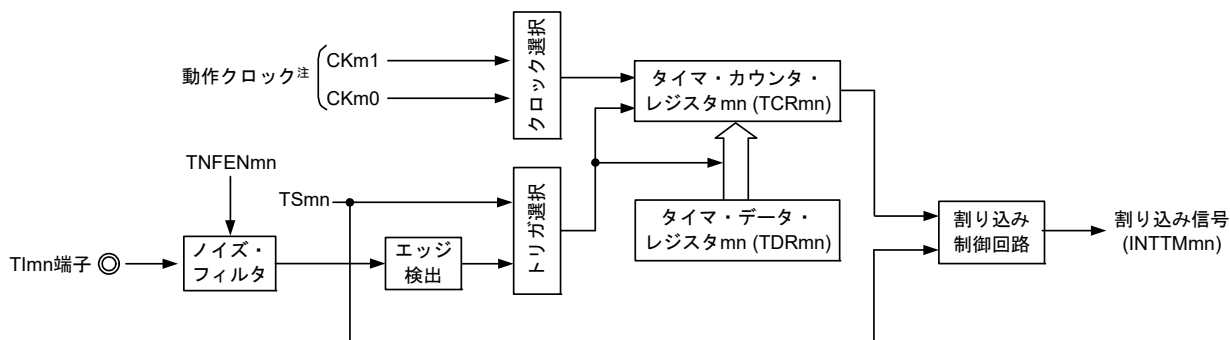 動作クロック注
CKm1
CKm0
クロック選択
タイマ・カウンタ・
レジスタmn (TCRmn)
TNFENmn
TSmn
トリガ選択
タイマ・データ・
レジスタmn (TDRmn)
割り込み
制御回路
割り込み信号
(INTTMmn)
TImn端子
ノイズ・
フィルタ
エッジ
検出